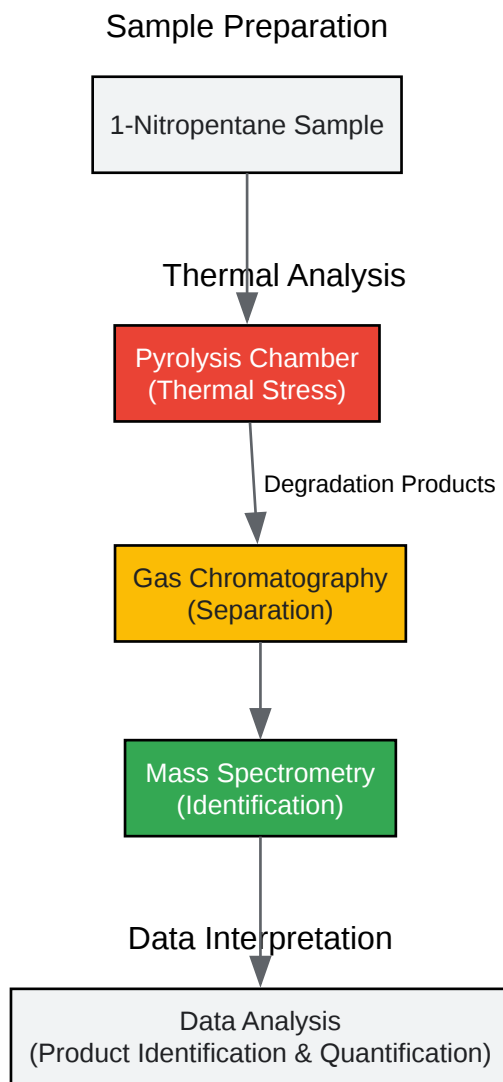 Sample Preparation
1-Nitropentane Sample
Thermal Analysis
Pyrolysis Chamber
(Thermal Stress)
Degradation Products
Gas Chromatography
(Separation)
Mass Spectrometry
(Identification)
Data Interpretation
Data Analysis
(Product Identification & Quantification)